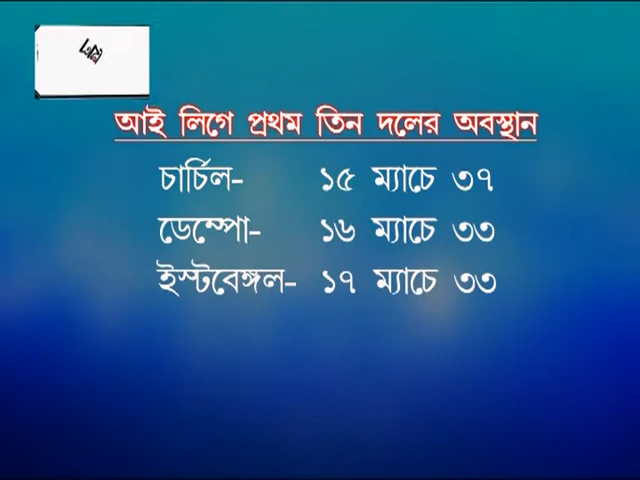 আই লিগে প্রথম তিন দলের অবস্থান
চার্চিল- ১৫ ম্যাচে ৩৭
ডেম্পো- ১৬ ম্যাচে ৩৩
ইস্টবেঙ্গল- ১৭ ম্যাচে ৩৩